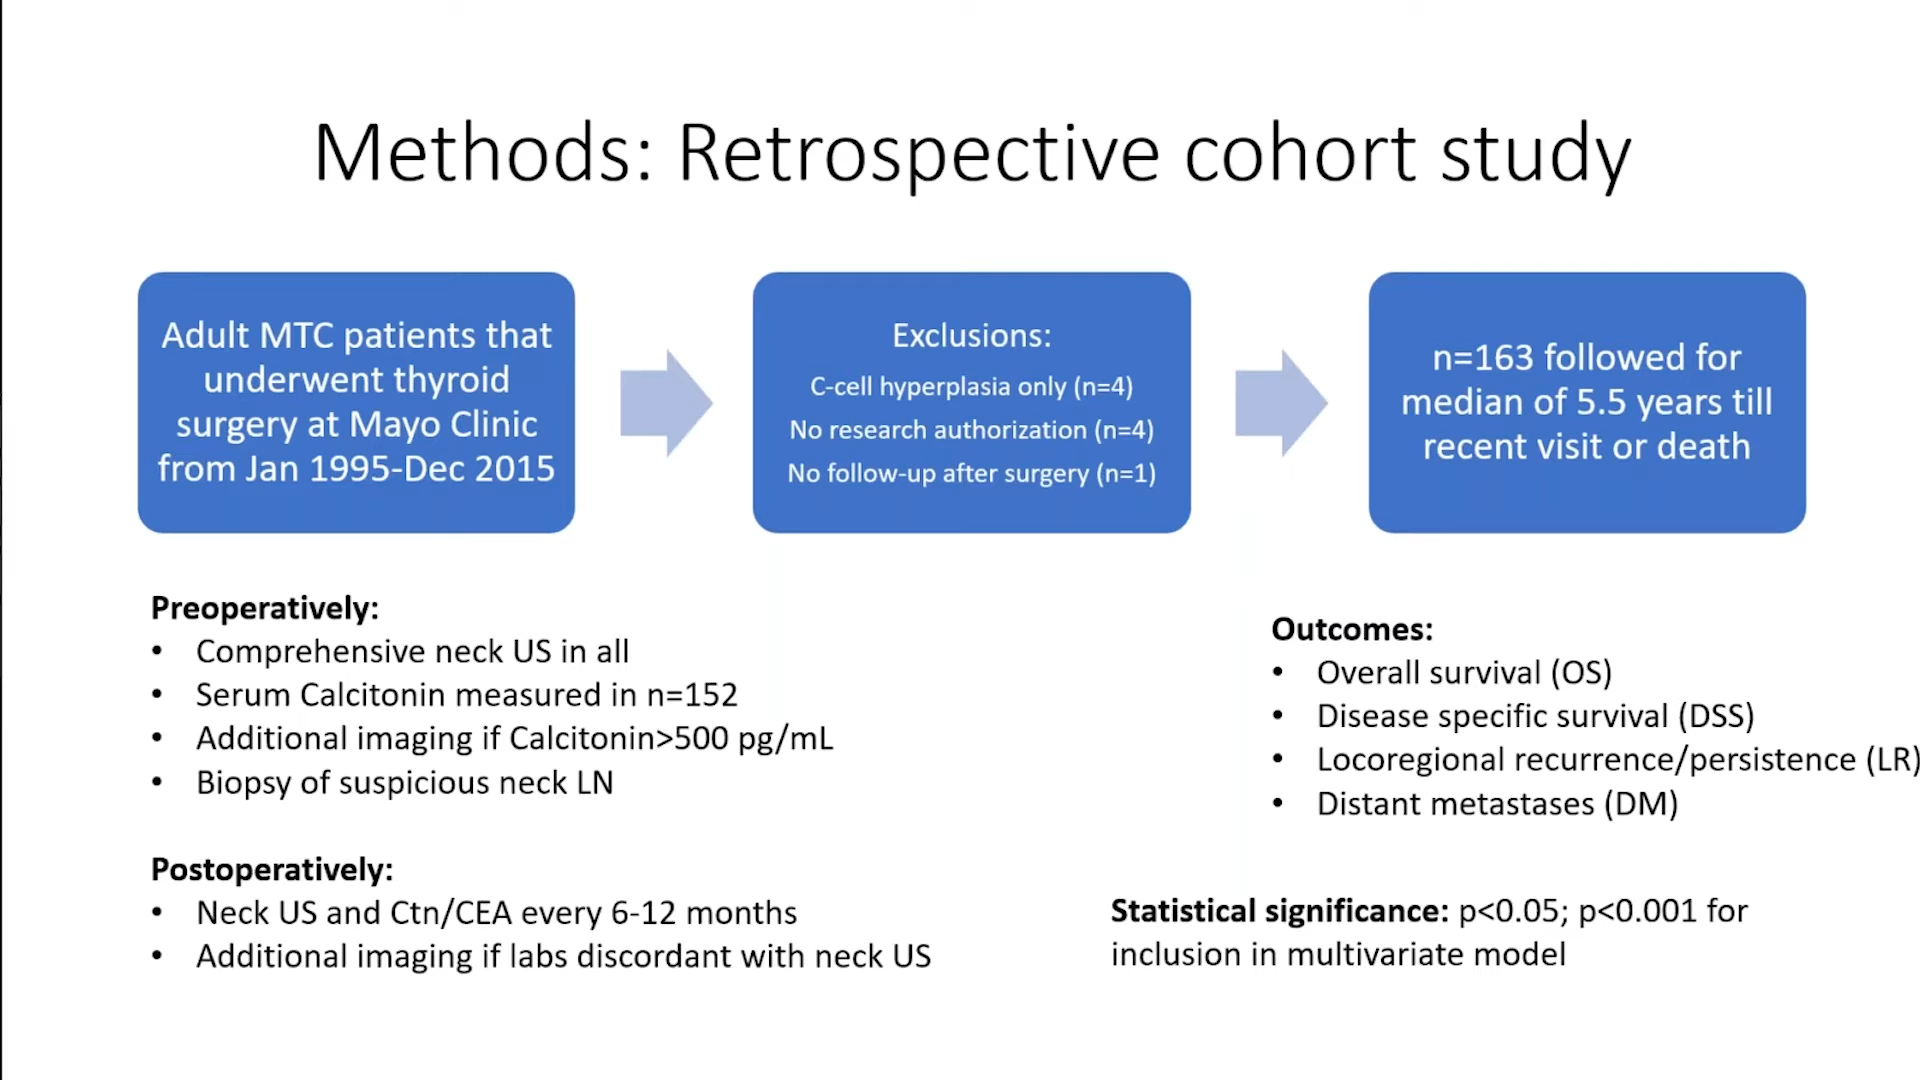 Methods: Retrospective cohort study
Adult MTC patients that
underwent thyroid
surgery at Mayo Clinic
from Jan 1995-Dec 2015
Exclusions:
C-cell hyperplasia only (n=4)
No research authorization (n=4)
No follow-up after surgery (n=1)
n=163 followed for
median of 5.5 years till
recent visit or death
Preoperatively:
• Comprehensive neck US in all
• Serum Calcitonin measured in n=152
• Additional imaging if Calcitonin>500 pg/mL
• Biopsy of suspicious neck LN
Postoperatively:
• Neck US and Ctn/CEA every 6-12 months
• Additional imaging if labs discordant with neck US
Outcomes:
• Overall survival (OS)
• Disease specific survival (DSS)
• Locoregional recurrence/persistence (LR)
• Distant metastases (DM)
Statistical significance: p<0.05; p<0.001 for
inclusion in multivariate model